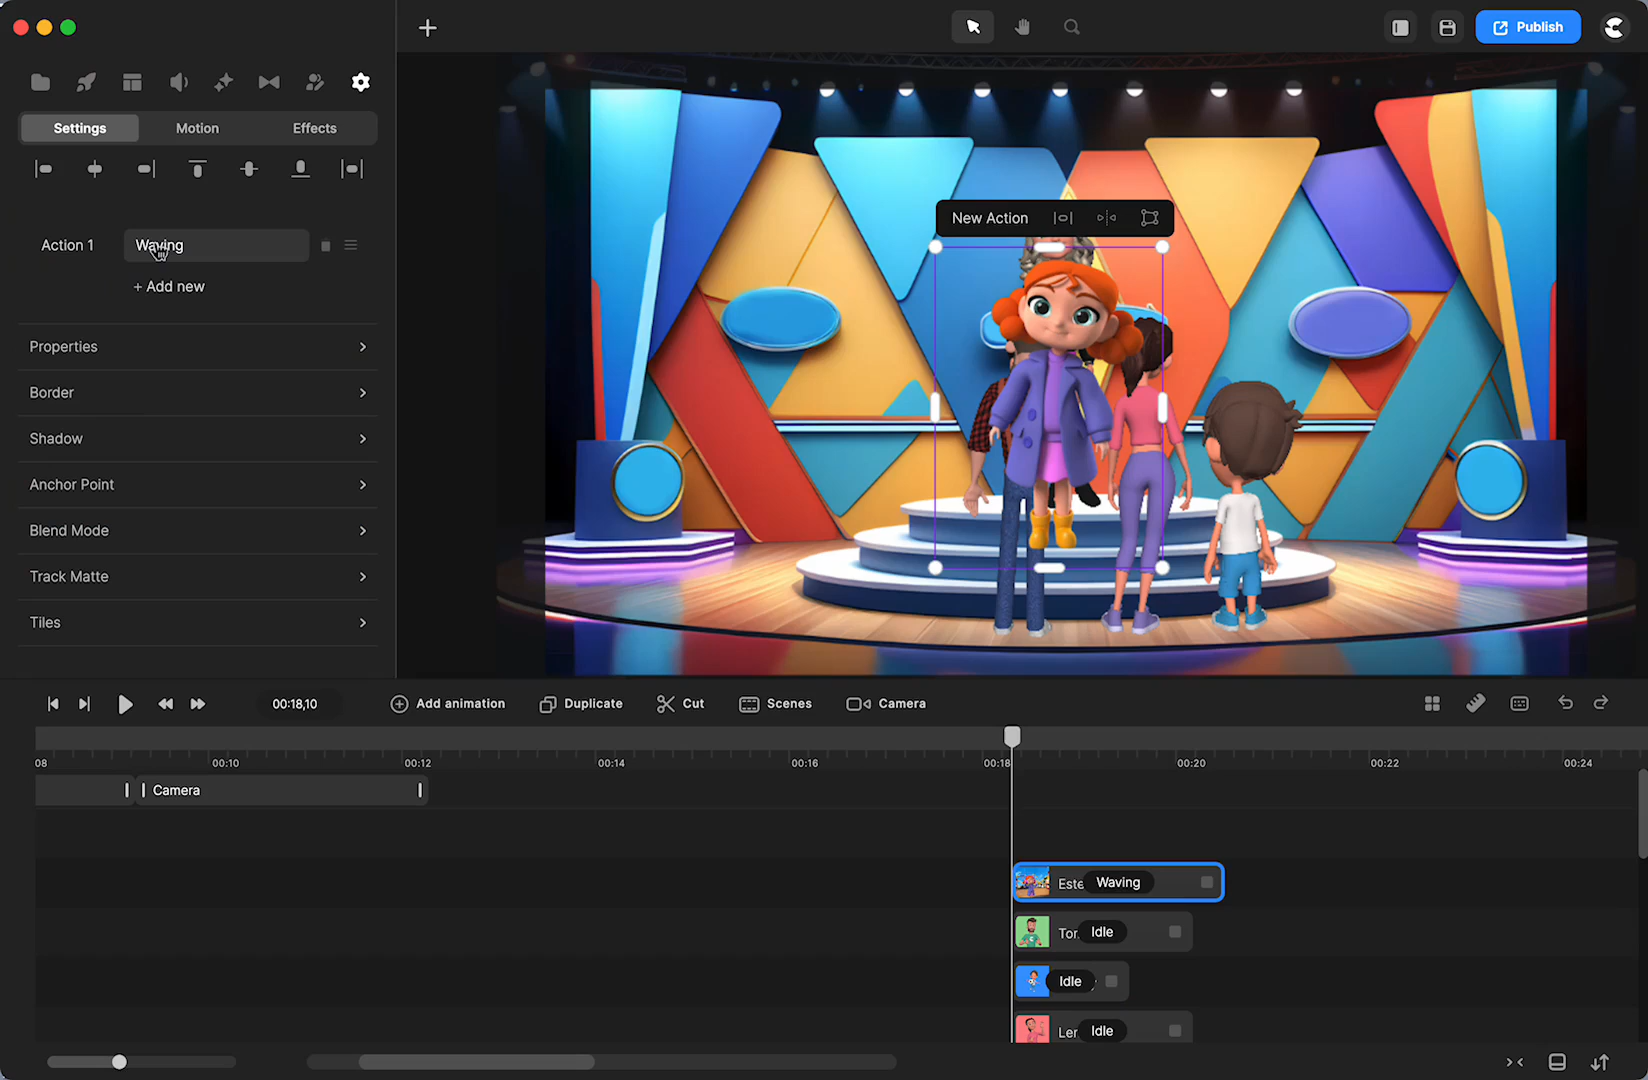 Publish
Settings
Motion
Effects
Action 1
Waving
+ Add new
Properties
Border
Shadow
Anchor Point
Blend Mode
Track Matte
Tiles
New Action
00:18,10
Add animation
Duplicate
Cut
Scenes
Camera
08
00:10
00:12
00:14
00:16
00:18
00:20
00:22
00:24
Camera
Este
Waving
Tor
Idle
Idle
Ler
Idle